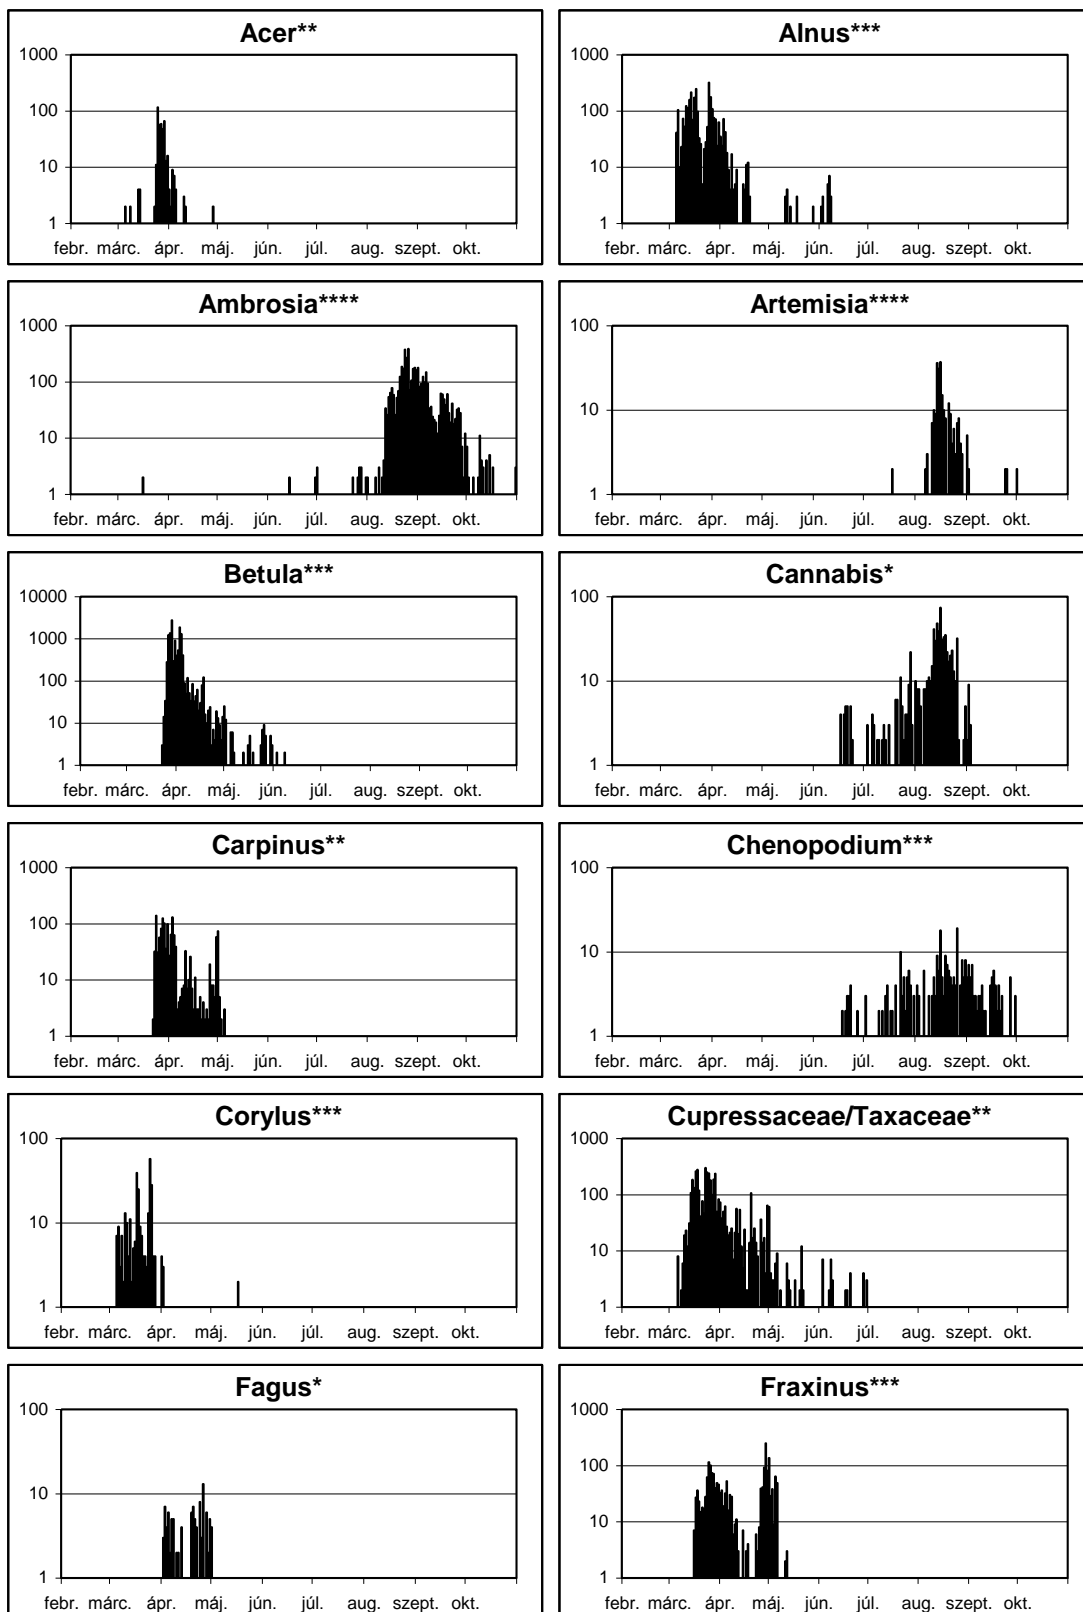 Acer**
1000
100
10
1
febr. márc. ápr. máj. jún. júl. aug. szept. okt.
Alnus***
1000
100
10
1
febr. márc. ápr. máj. jún. júl. aug. szept. okt.
Ambrosia****
1000
100
10
1
febr. márc. ápr. máj. jún. júl. aug. szept. okt.
Artemisia****
100
10
1
febr. márc. ápr. máj. jún. júl. aug. szept. okt.
Betula***
10000
1000
100
10
1
febr. márc. ápr. máj. jún. júl. aug. szept. okt.
Cannabis*
100
10
1
febr. márc. ápr. máj. jún. júl. aug. szept. okt.
Carpinus**
1000
100
10
1
febr. márc. ápr. máj. jún. júl. aug. szept. okt.
Chenopodium***
100
10
1
febr. márc. ápr. máj. jún. júl. aug. szept. okt.
Corylus***
100
10
1
febr. márc. ápr. máj. jún. júl. aug. szept. okt.
Cupressaceae/Taxaceae**
1000
100
10
1
febr. márc. ápr. máj. jún. júl. aug. szept. okt.
Fagus*
100
10
1
febr. márc. ápr. máj. jún. júl. aug. szept. okt.
Fraxinus***
1000
100
10
1
febr. márc. ápr. máj. jún. júl. aug. szept. okt.